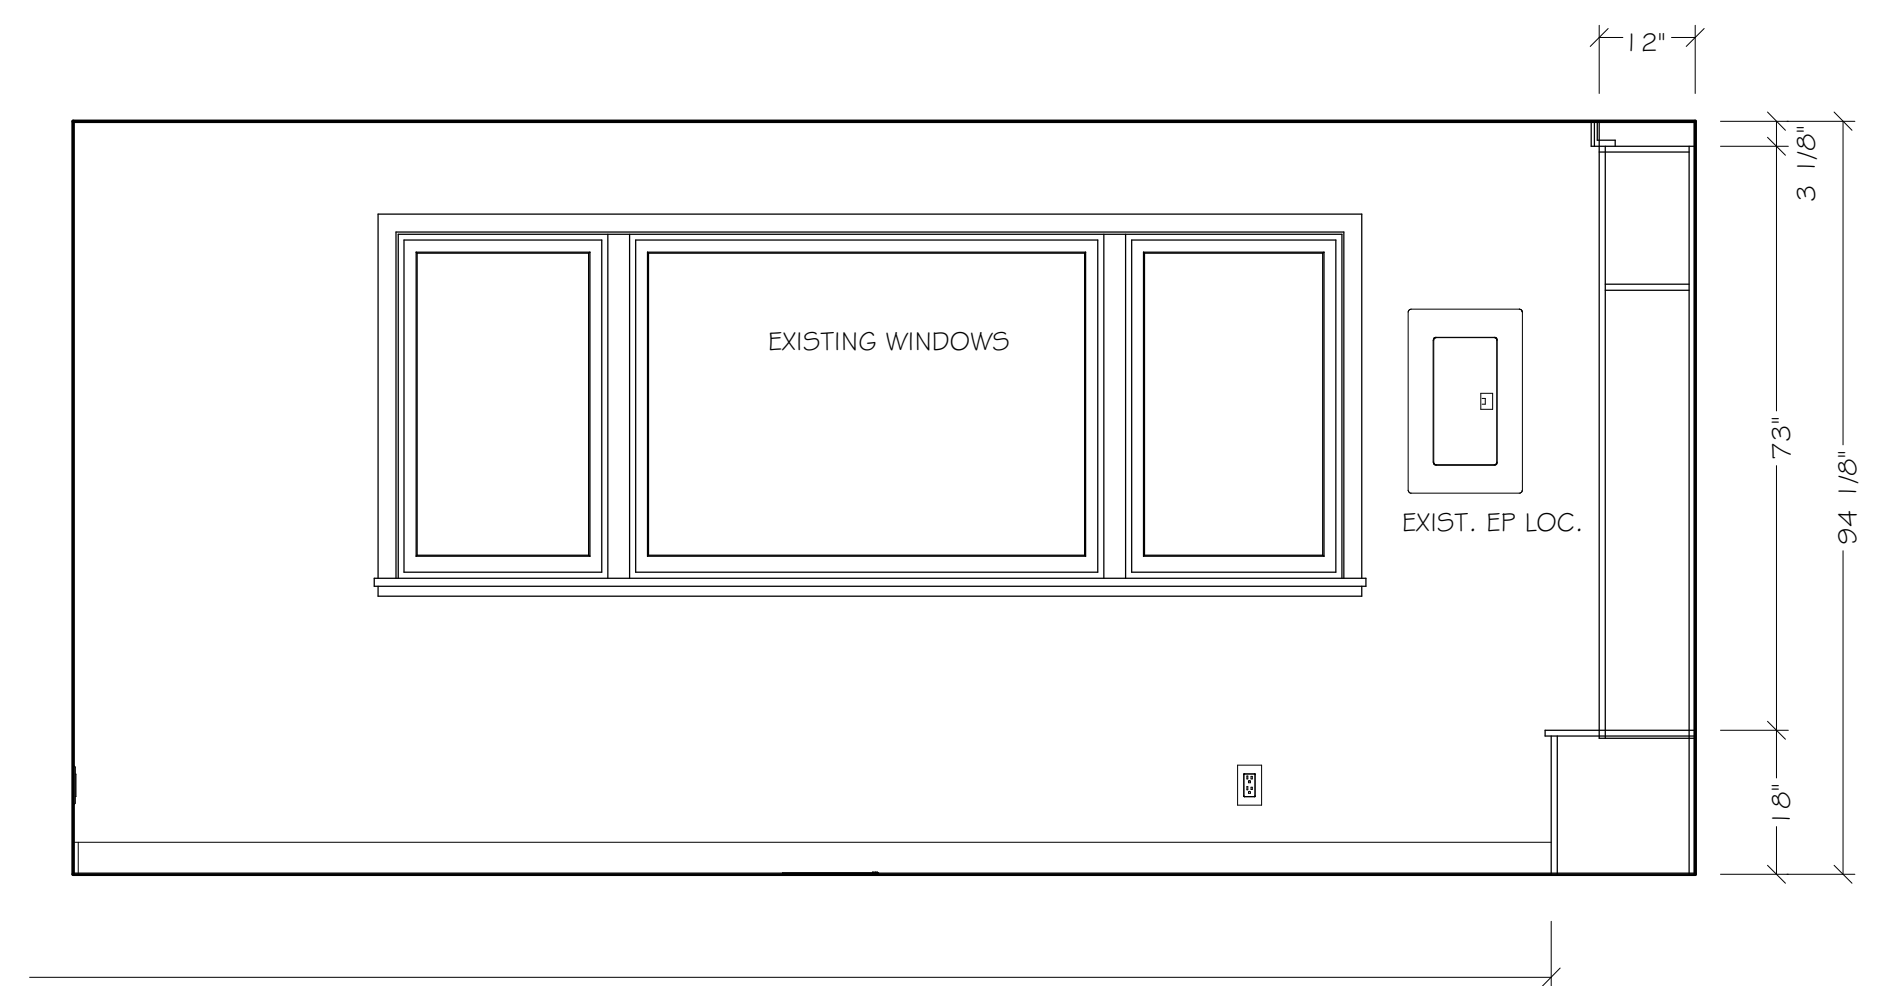 12"
3 1/8"
EXISTING WINDOWS
73"
94 1/8"
EXIST. EP LOC.
18"